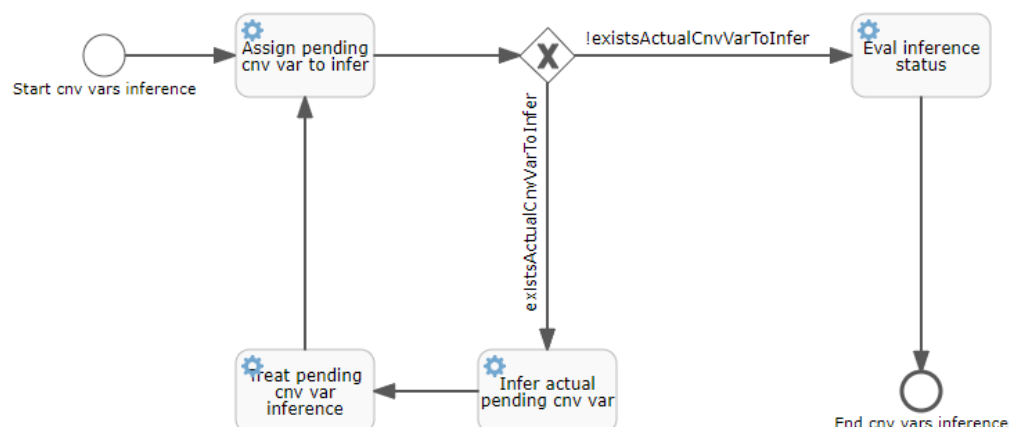 Assign pending
cnv var to infer
!existsActualCnvVarToInfer
Eval inference
status
Start cnv vars inference
existsActualCnvVarToInfer
Treat pending
cnv var
inference
Infer actual
pending cnv var
End cnv vars inference